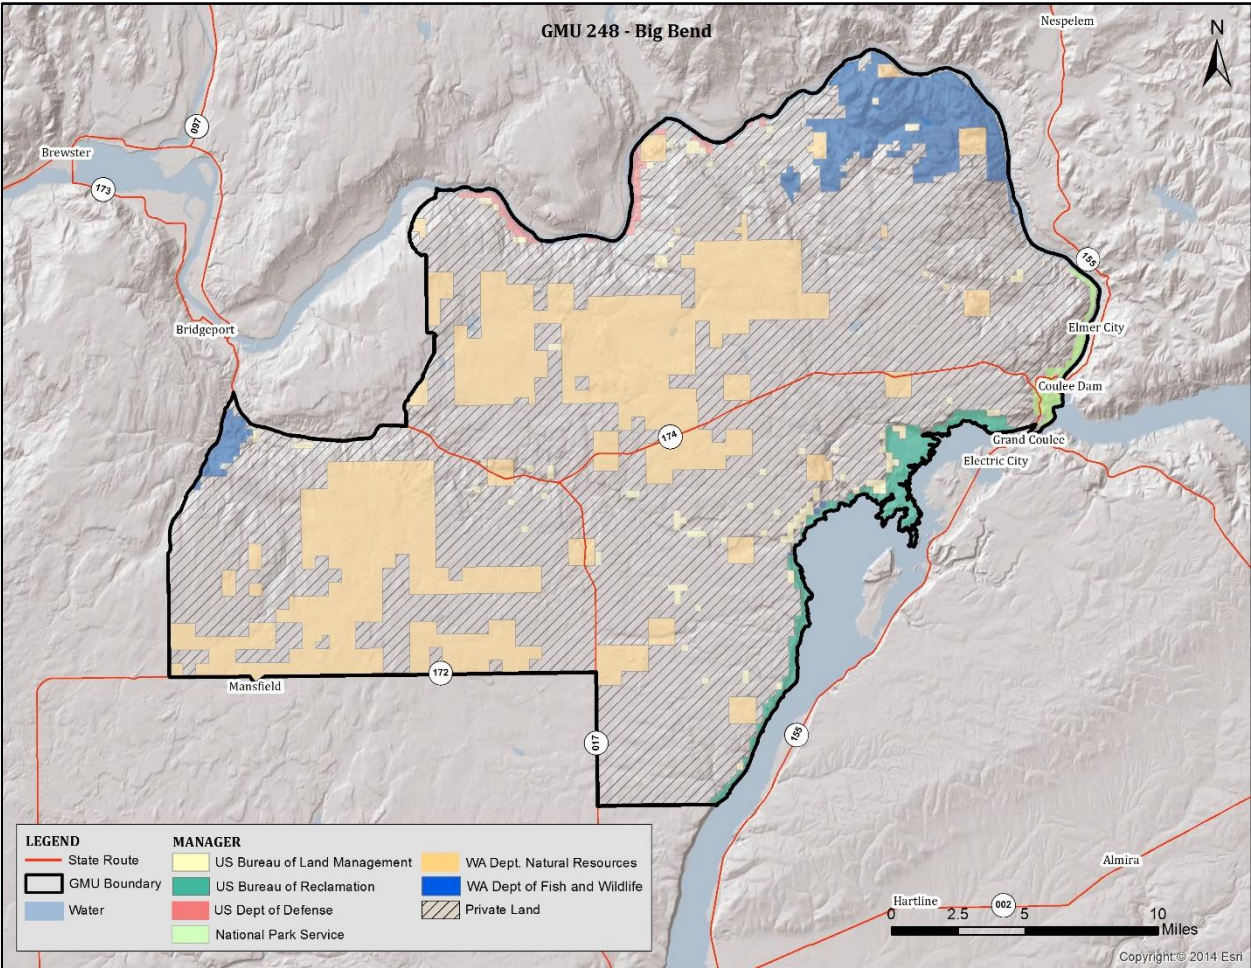 GMU 248 - Big Bend
Nespelem
N
097
Brewster
173
155
Bridgeport
Elmer City
Coulee Dam
174
Grand Coulee
Electric City
172
Mansfield
017
155
LEGEND
State Route
GMU Boundary
Water
MANAGER
US Bureau of Land Management
US Bureau of Reclamation
US Dept of Defense
National Park Service
WA Dept. Natural Resources
WA Dept of Fish and Wildlife
Private Land
Almira
Hartline
002
0 2.5 5 10
Miles
Copyright:© 2014 Esri